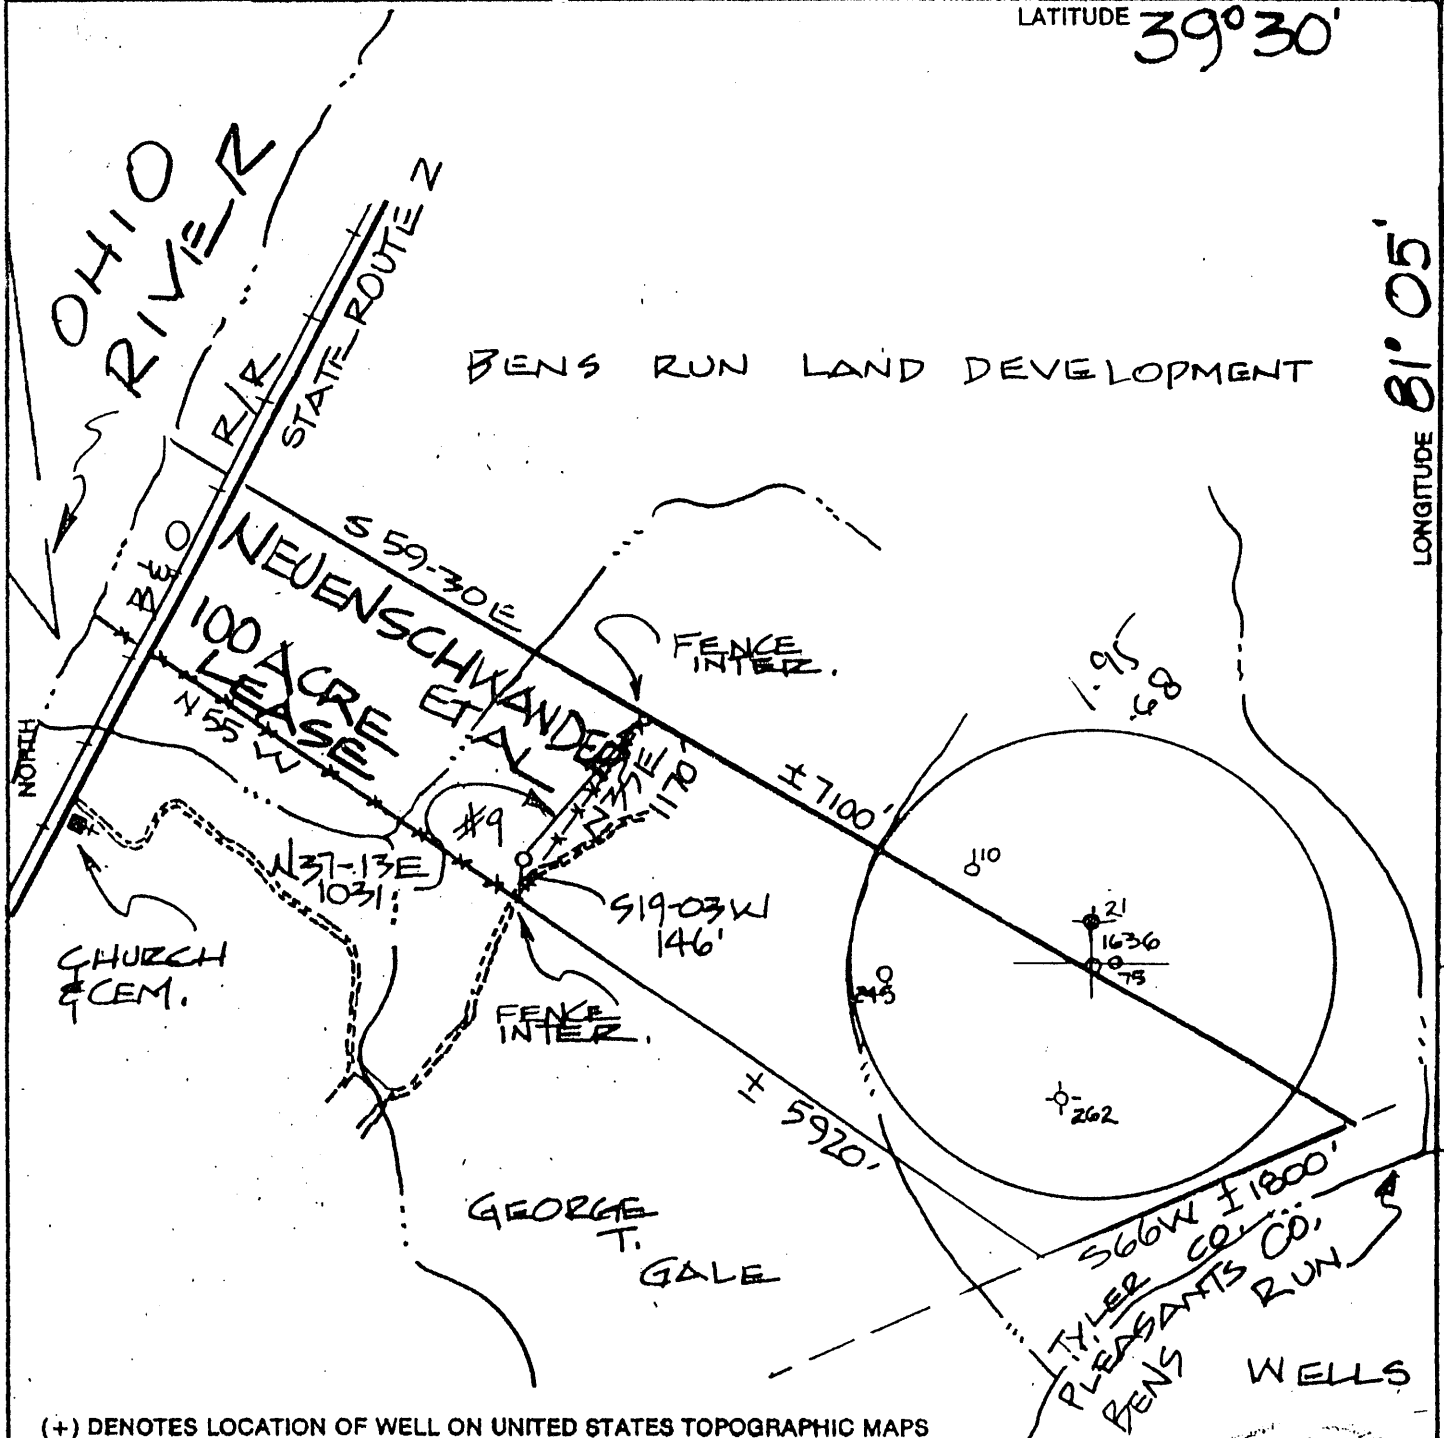 LATITUDE 39°30'
LONGITUDE 81°05'
OHIO
RIVER
STATE ROUTE 2
B & O R/R
BENS RUN LAND DEVELOPMENT
S 59-30 E
± 7100'
NEUENSCHWANDER
ET AL
100 ACRE
LEASE
N 55 W
FENCE
INTER.
N 35 E
1170
#9
N37-13E
1031
S19-03W
146'
NORTH
CHURCH
& CEM.
FENCE
INTER.
1.95
.68
10
21
1636
75
245
262
± 5920'
S66W ± 1800'
GEORGE
T.
GALE
TYLER CO.
PLEASANTS CO.
BENS RUN
WELLS
(+) DENOTES LOCATION OF WELL ON UNITED STATES TOPOGRAPHIC MAPS